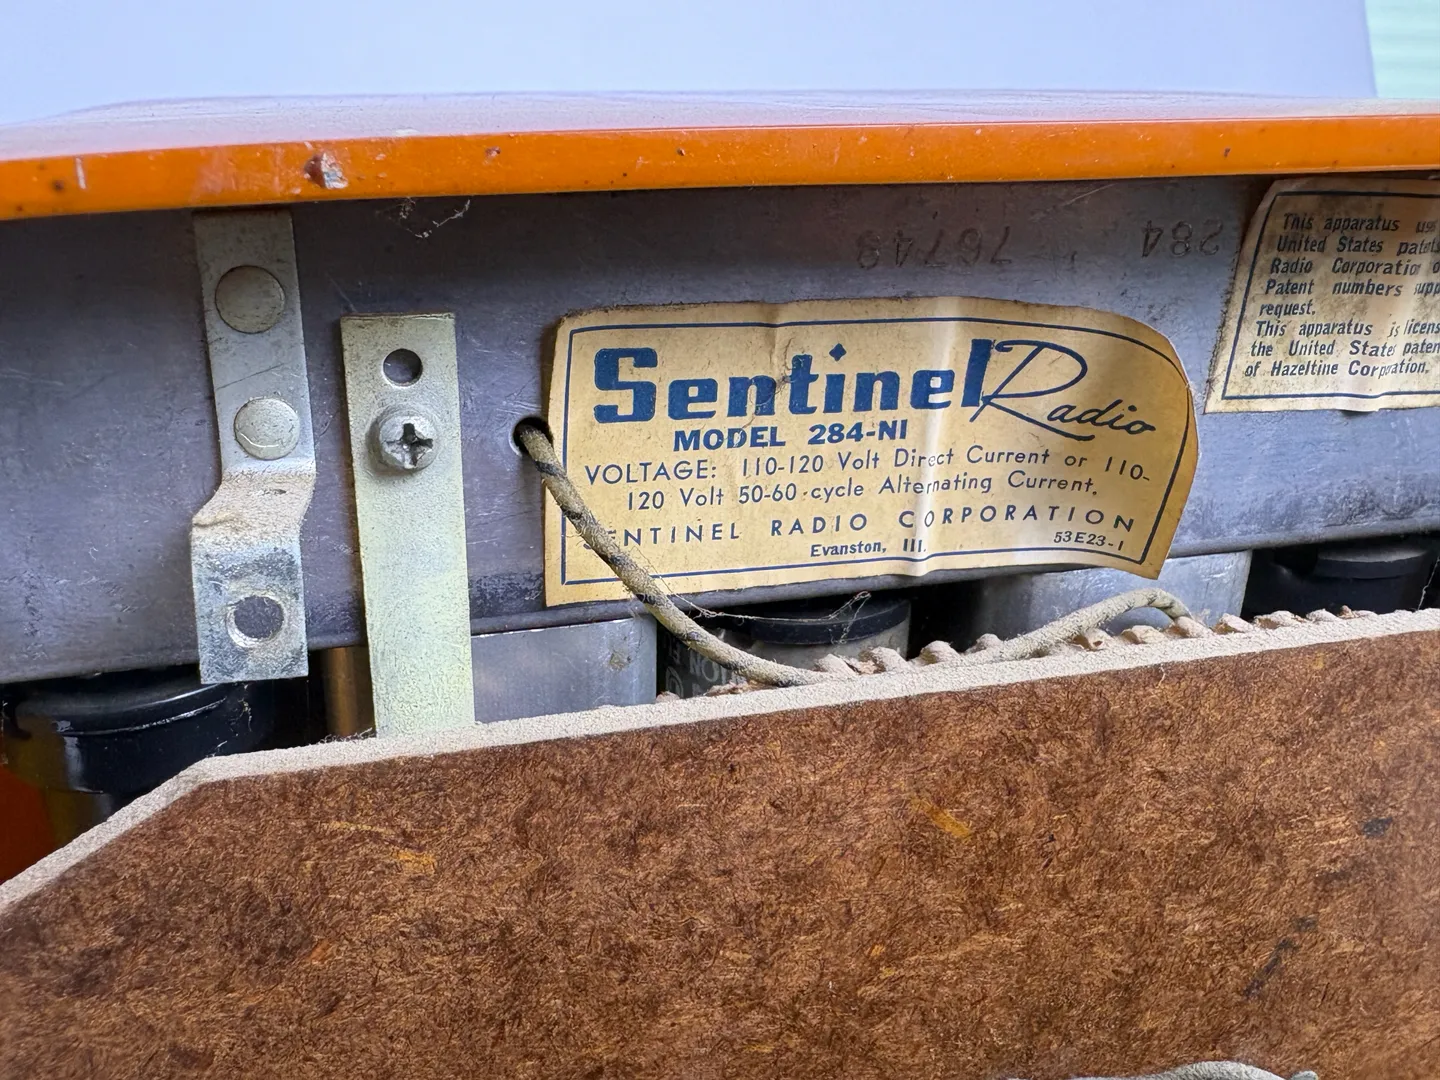 76749 284
Sentinel Radio
MODEL 284-NI
VOLTAGE: 110-120 Volt Direct Current or 110-
120 Volt 50-60 cycle Alternating Current.
SENTINEL RADIO CORPORATION
Evanston, Ill.
53E23-1
This apparatus
United States
Radio Corporation
Patent numbers
request.
This apparatus is
the United States
of Hazeltine Corporation.